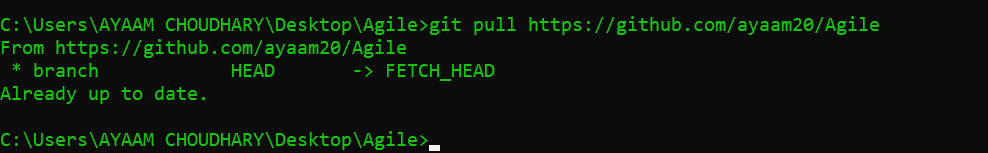 C:\Users\AYAAM CHOUDHARY\Desktop\Agile>git pull https://github.com/ayaam20/Agile
From https://github.com/ayaam20/Agile
 * branch            HEAD       -> FETCH_HEAD
Already up to date.
C:\Users\AYAAM CHOUDHARY\Desktop\Agile>